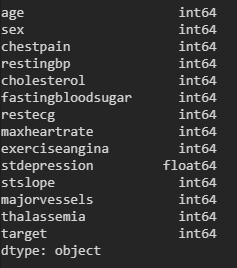 age int64
sex int64
chestpain int64
restingbp int64
cholesterol int64
fastingbloodsugar int64
restecg int64
maxheartrate int64
exerciseangina int64
stdepression float64
stslope int64
majorvessels int64
thalassemia int64
target int64
dtype: object